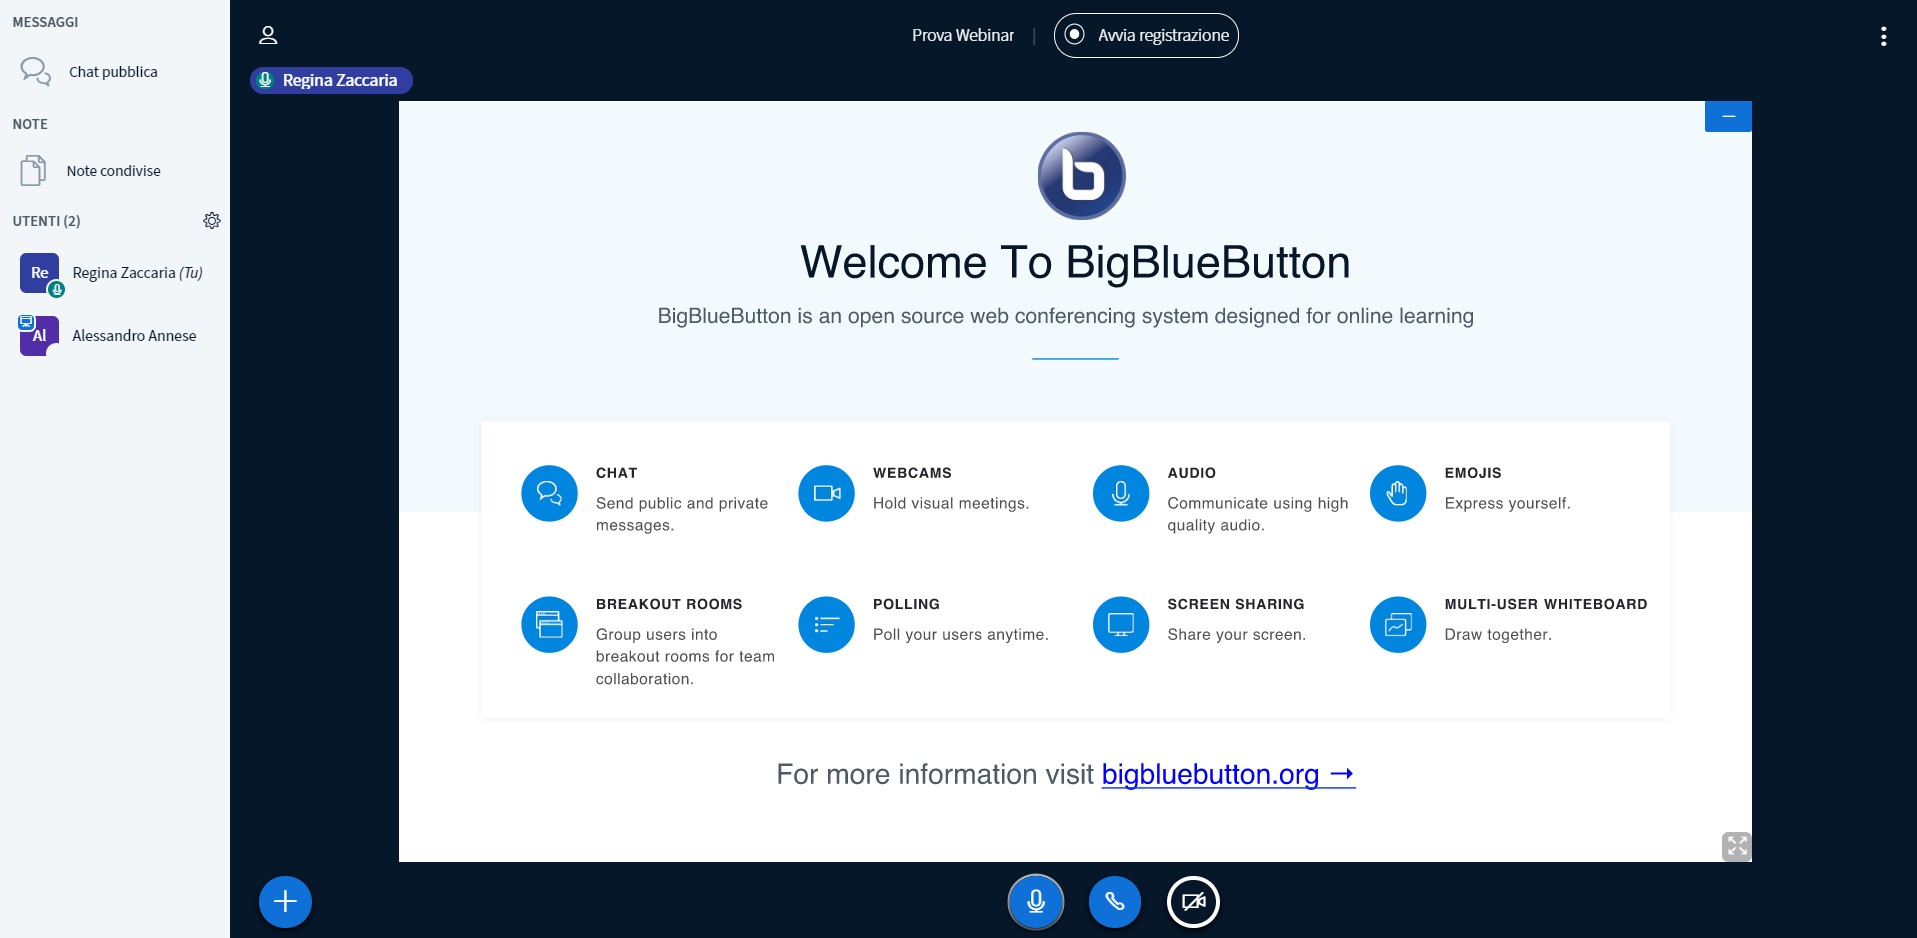 MESSAGGI
Chat pubblica
NOTE
Note condivise
UTENTI (2)
Re
Regina Zaccaria (Tu)
Al
Alessandro Annese
Prova Webinar
Avvia registrazione
Regina Zaccaria
Welcome To BigBlueButton
BigBlueButton is an open source web conferencing system designed for online learning
CHAT
Send public and private
messages.
WEBCAMS
Hold visual meetings.
AUDIO
Communicate using high
quality audio.
EMOJIS
Express yourself.
BREAKOUT ROOMS
Group users into
breakout rooms for team
collaboration.
POLLING
Poll your users anytime.
SCREEN SHARING
Share your screen.
MULTI-USER WHITEBOARD
Draw together.
For more information visit bigbluebutton.org →